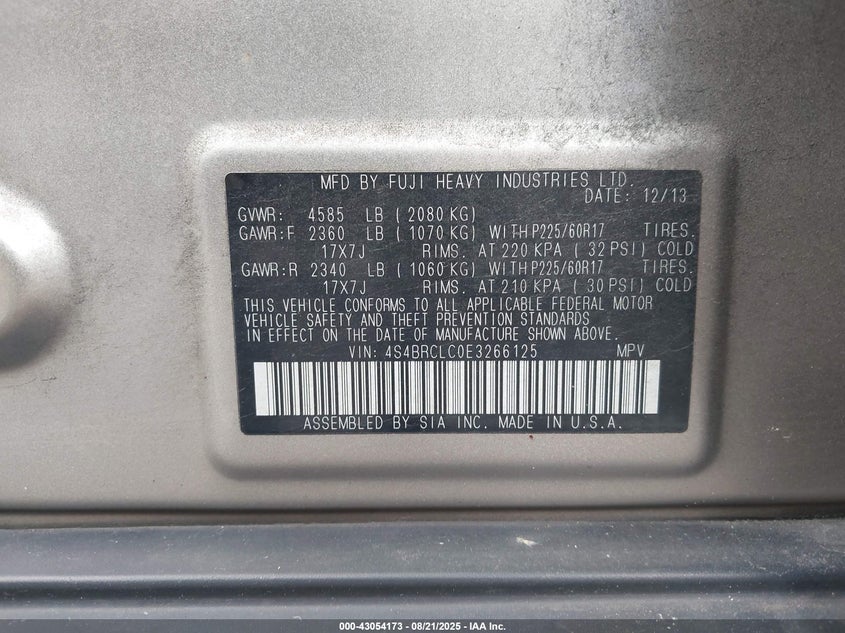 MFD BY FUJI HEAVY INDUSTRIES LTD.
DATE: 12/13
GVWR: 4585 LB ( 2080 KG)
GAWR:F 2360 LB ( 1070 KG) WITH P225/60R17 TIRES.
17X7J RIMS. AT 220 KPA ( 32 PSI) COLD
GAWR:R 2340 LB ( 1060 KG) WITH P225/60R17 TIRES.
17X7J RIMS. AT 210 KPA ( 30 PSI) COLD
THIS VEHICLE CONFORMS TO ALL APPLICABLE FEDERAL MOTOR
VEHICLE SAFETY AND THEFT PREVENTION STANDARDS
IN EFFECT ON THE DATE OF MANUFACTURE SHOWN ABOVE.
VIN: 4S4BRCLC0E3266125 MPV
ASSEMBLED BY SIA INC. MADE IN U.S.A.
000-43054173 - 08/21/2025 - IAA Inc.